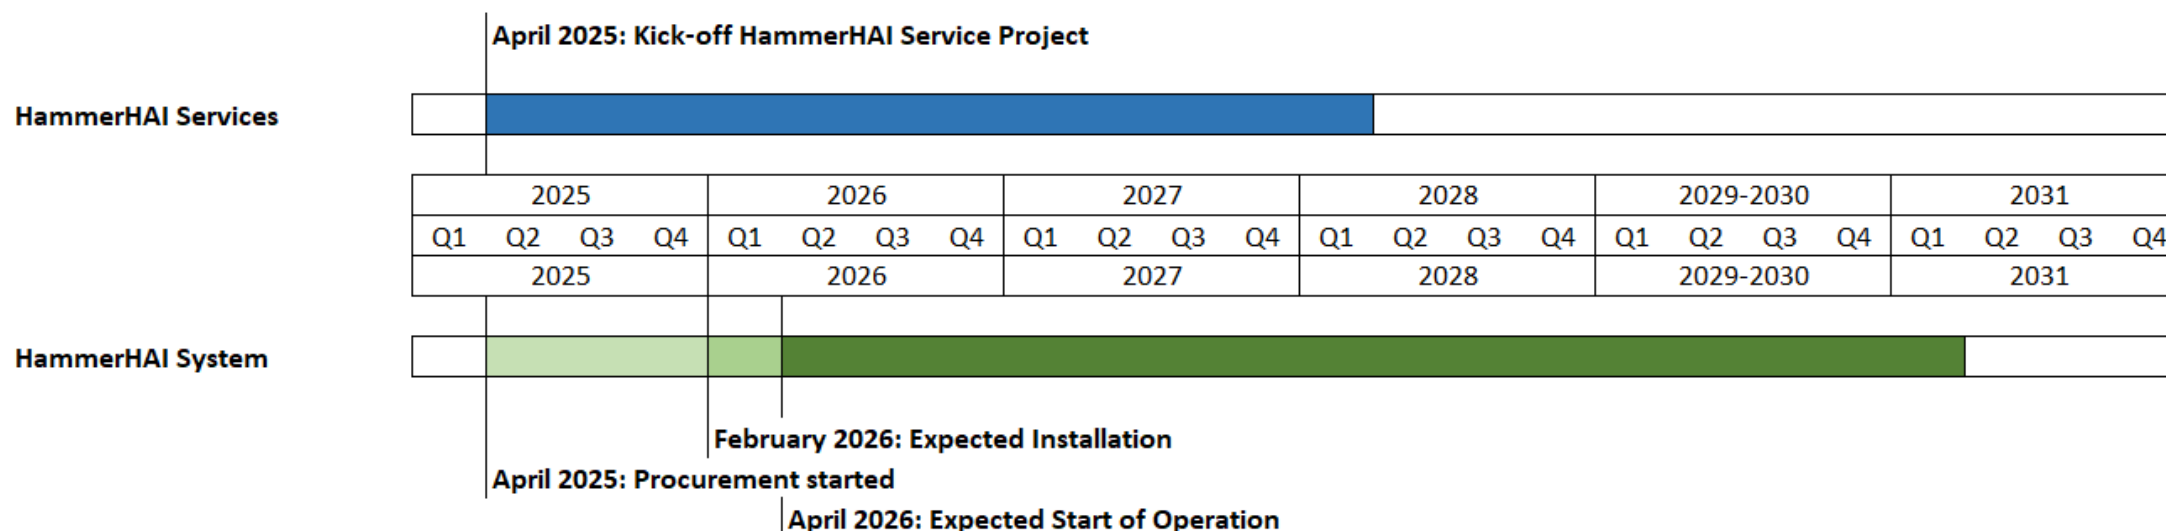 April 2025: Kick-off HammerHAI Service Project
HammerHAI Services
2025 2026 2027 2028 2029-2030 2031
Q1 Q2 Q3 Q4 Q1 Q2 Q3 Q4 Q1 Q2 Q3 Q4 Q1 Q2 Q3 Q4 Q1 Q2 Q3 Q4 Q1 Q2 Q3 Q4
2025 2026 2027 2028 2029-2030 2031
HammerHAI System
February 2026: Expected Installation
April 2025: Procurement started
April 2026: Expected Start of Operation